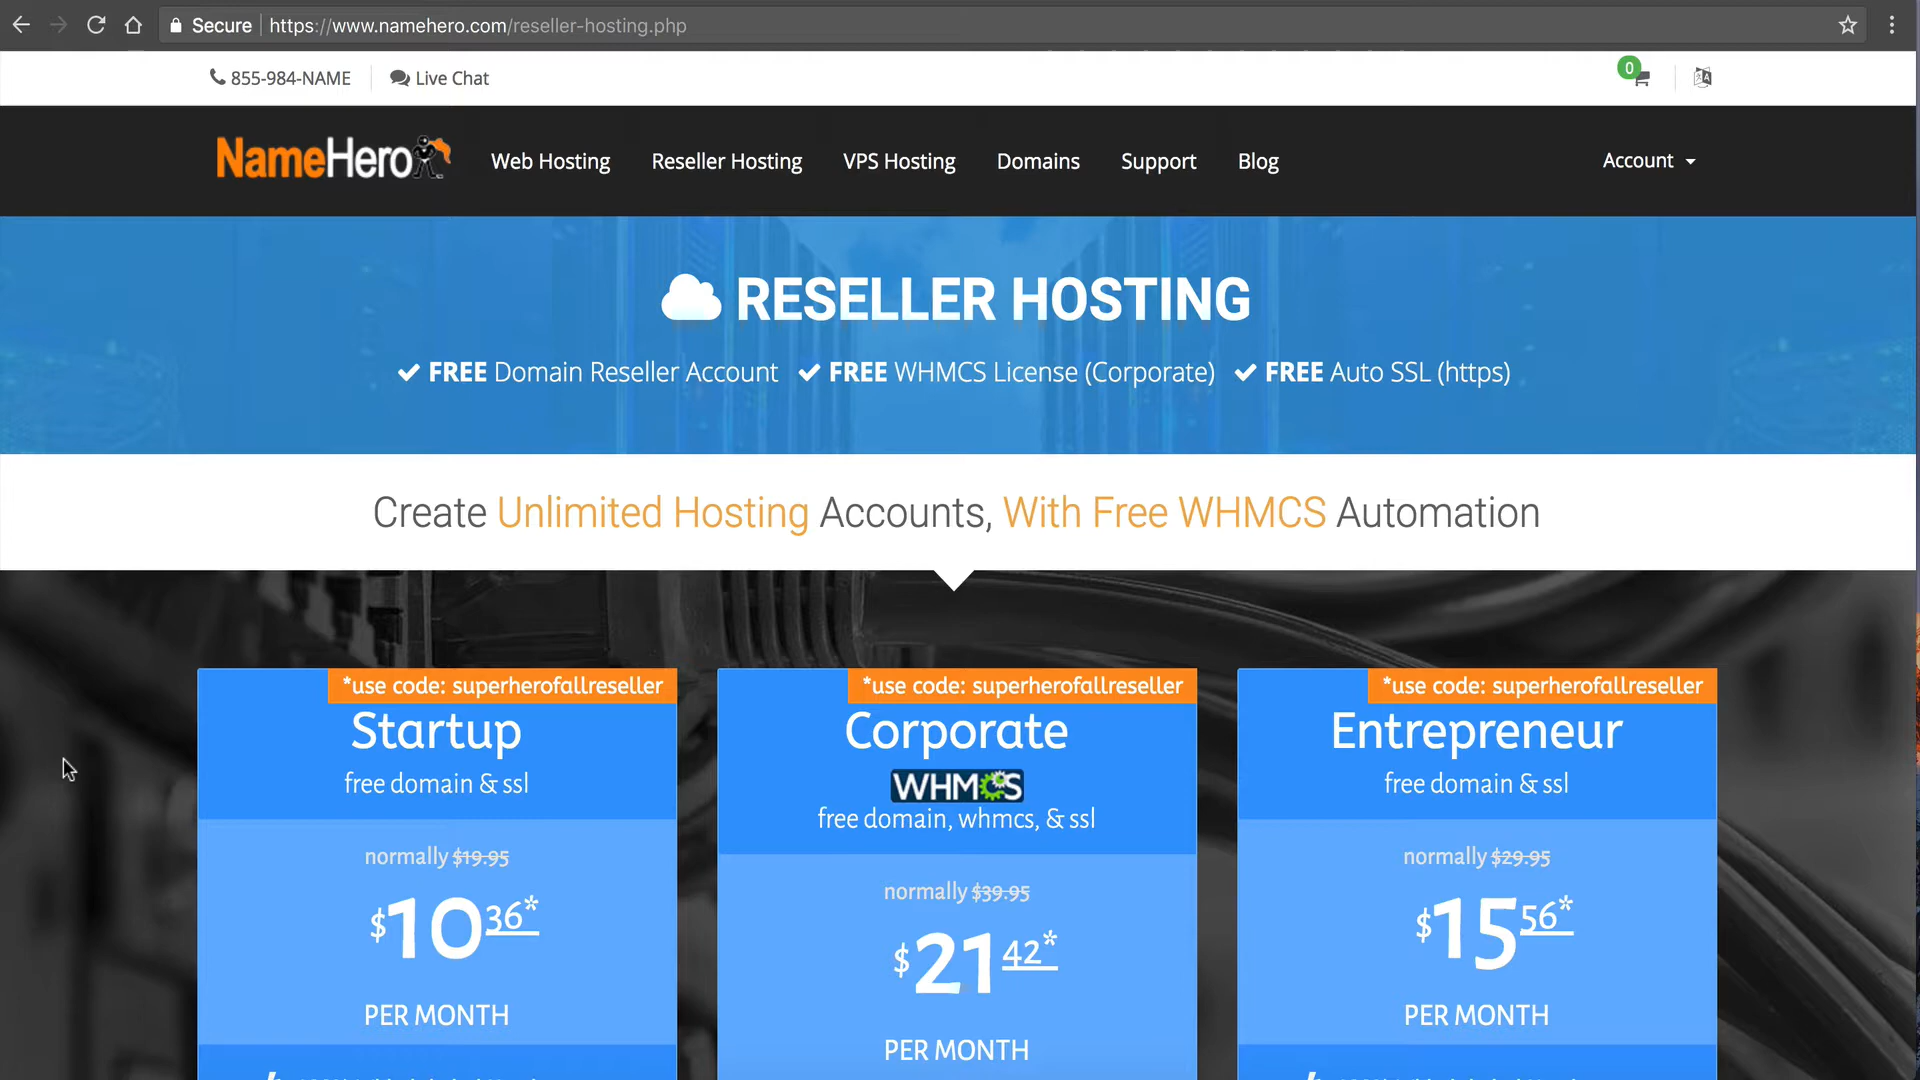 Secure
https://www.namehero.com/reseller-hosting.php
855-984-NAME
Live Chat
0
NameHero
Web Hosting
Reseller Hosting
VPS Hosting
Domains
Support
Blog
Account
RESELLER HOSTING
FREE Domain Reseller Account
FREE WHMCS License (Corporate)
FREE Auto SSL (https)
Create Unlimited Hosting Accounts, With Free WHMCS Automation
*use code: superherofallreseller
Startup
free domain & ssl
normally $19.95
$10 36*
PER MONTH
*use code: superherofallreseller
Corporate
WHMCS
free domain, whmcs, & ssl
normally $39.95
$21 42*
PER MONTH
*use code: superherofallreseller
Entrepreneur
free domain & ssl
normally $29.95
$15 56*
PER MONTH